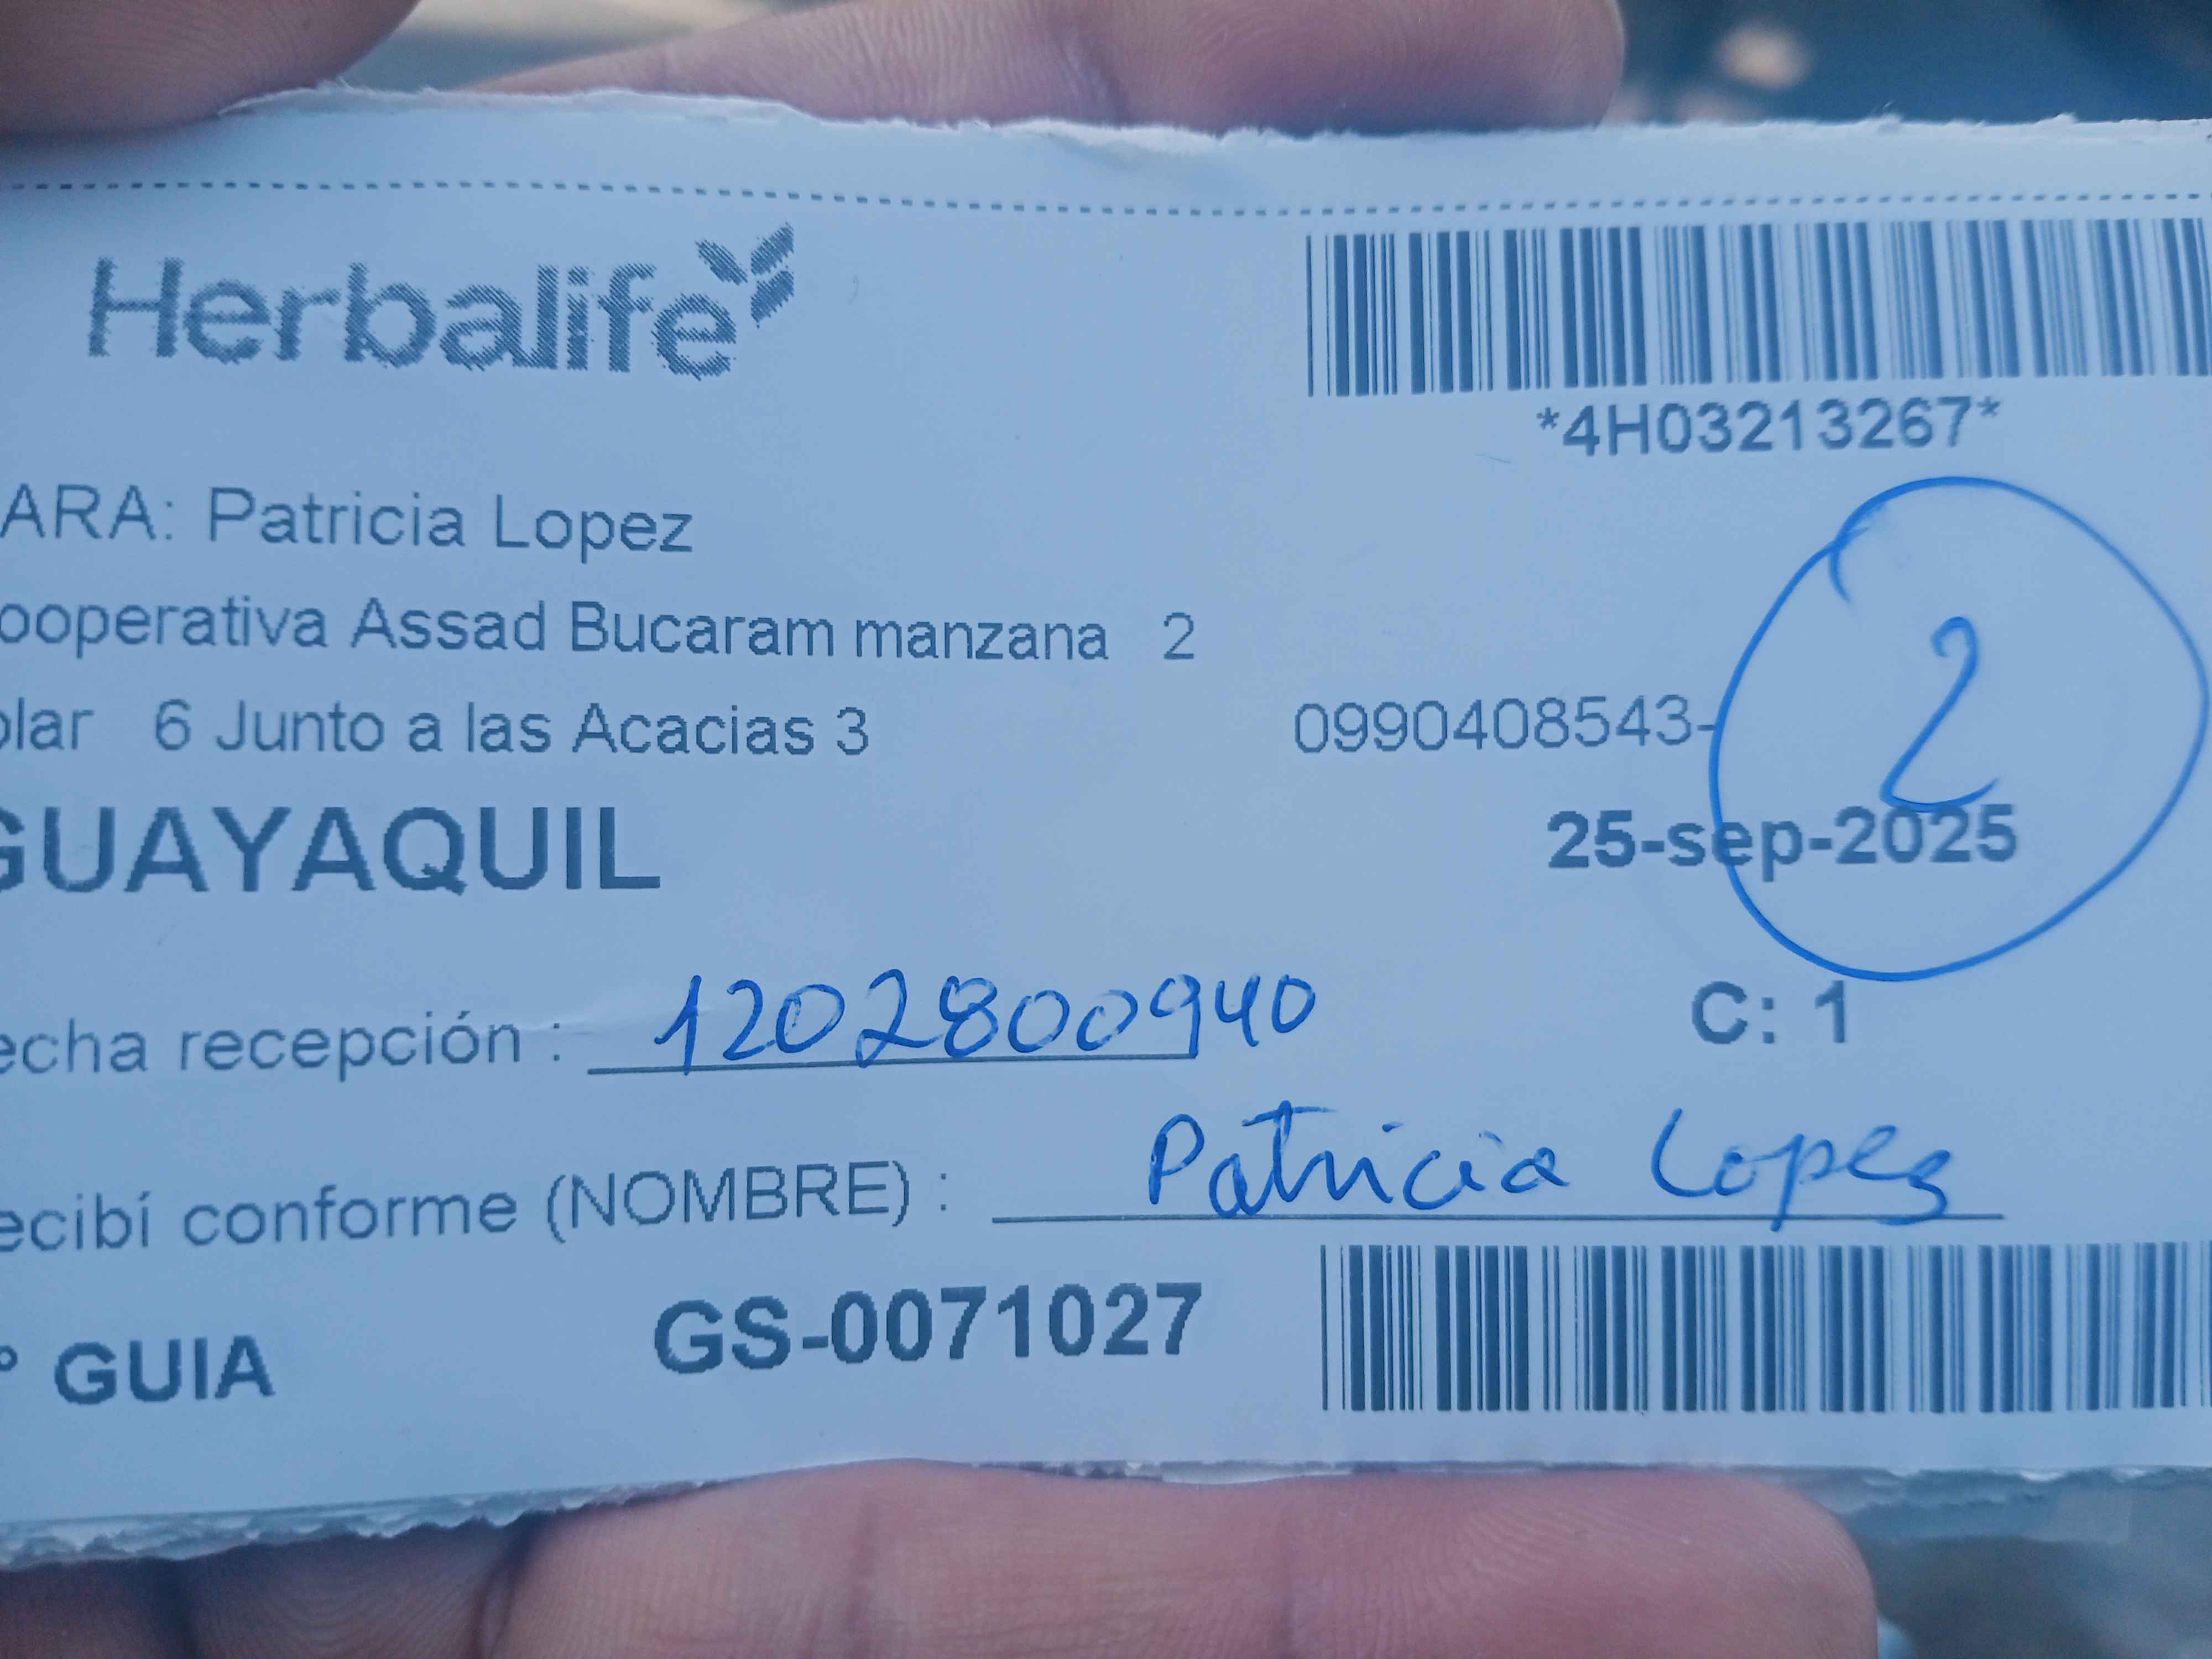 Herbalife
*4H03213267*
ARA: Patricia Lopez
ooperativa Assad Bucaram manzana 2
olar 6 Junto a las Acacias 3
0990408543-
2
GUAYAQUIL
25-sep-2025
echa recepción : 1202800940
C: 1
ecibí conforme (NOMBRE) : Patricia Lopez
° GUIA GS-0071027